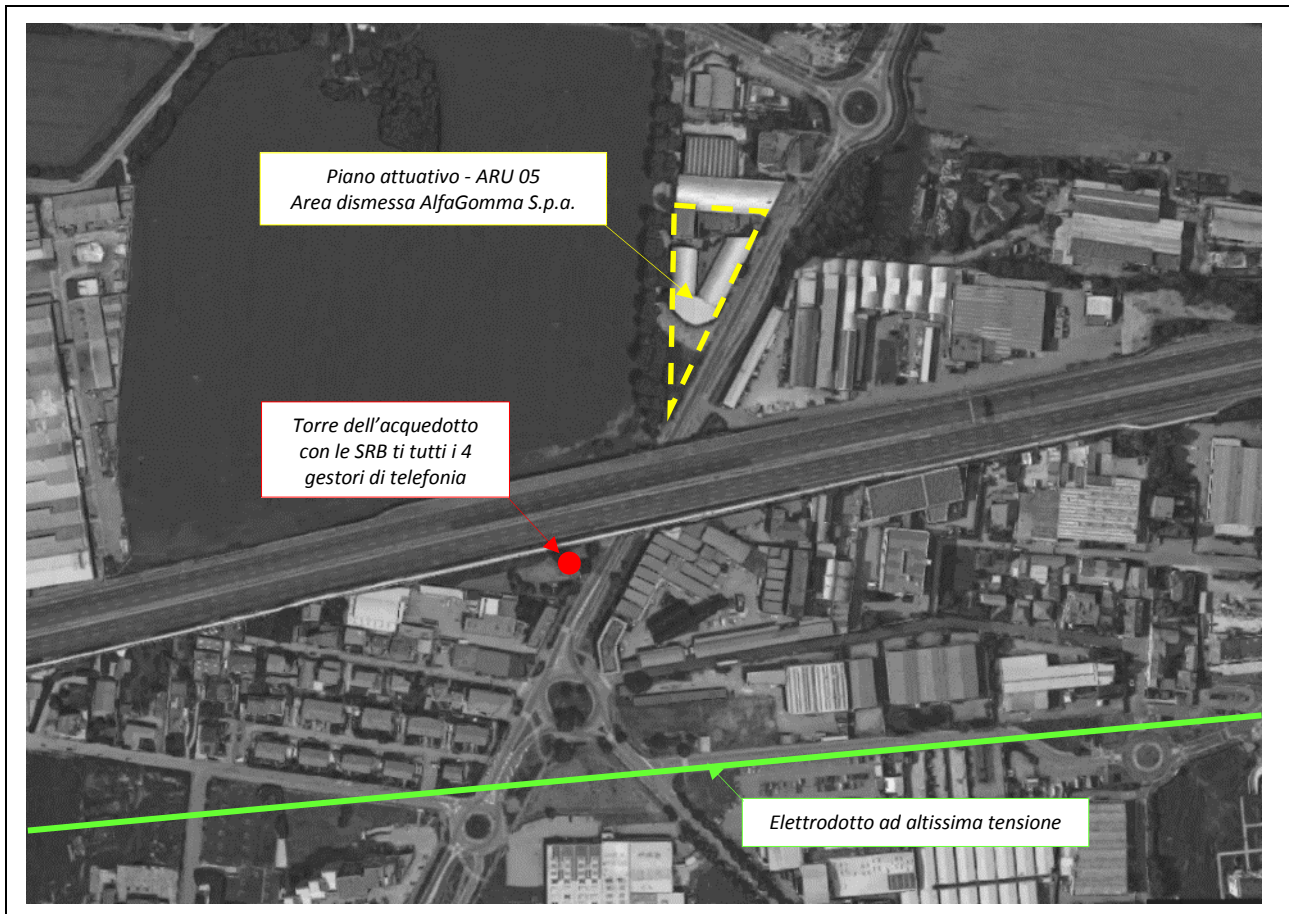 Piano attuativo - ARU 05
Area dismessa AlfaGomma S.p.a.
Torre dell’acquedotto
con le SRB ti tutti i 4
gestori di telefonia
Elettrodotto ad altissima tensione